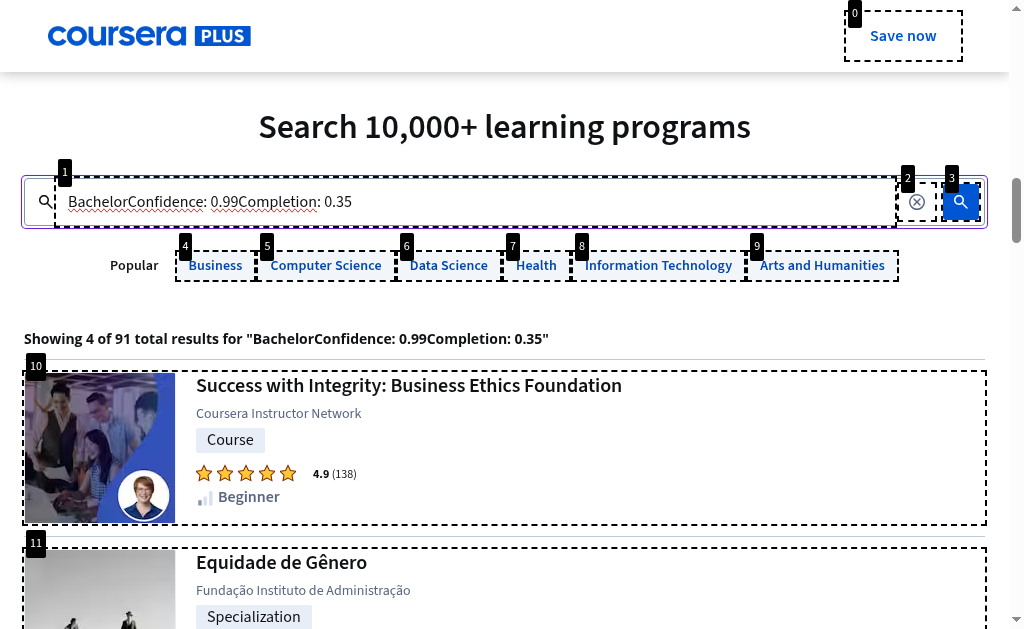 coursera PLUS
0
Save now
Search 10,000+ learning programs
1
BachelorConfidence: 0.99Completion: 0.35
2
3
Popular
4
Business
5
Computer Science
6
Data Science
7
Health
8
Information Technology
9
Arts and Humanities
Showing 4 of 91 total results for "BachelorConfidence: 0.99Completion: 0.35"
10
Success with Integrity: Business Ethics Foundation
Coursera Instructor Network
Course
4.9 (138)
Beginner
11
Equidade de Gênero
Fundação Instituto de Administração
Specialization